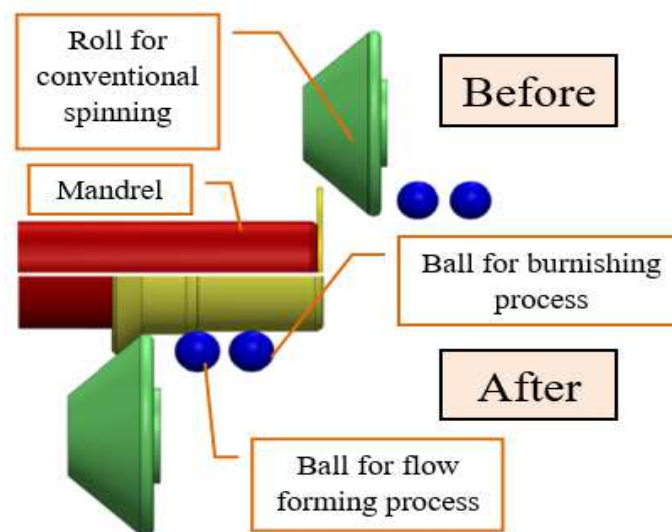 Roll for
conventional
spinning
Before
Mandrel
Ball for burnishing
process
After
Ball for flow
forming process